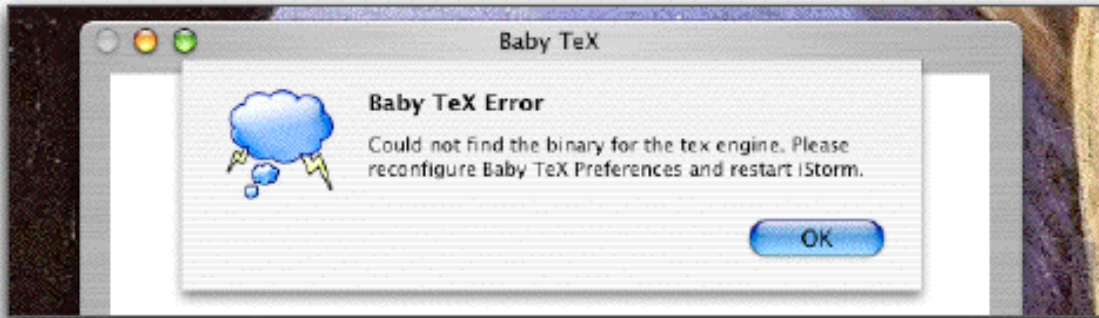 Baby TeX
Baby TeX Error
Could not find the binary for the tex engine. Please
reconfigure Baby TeX Preferences and restart iStorm.
OK